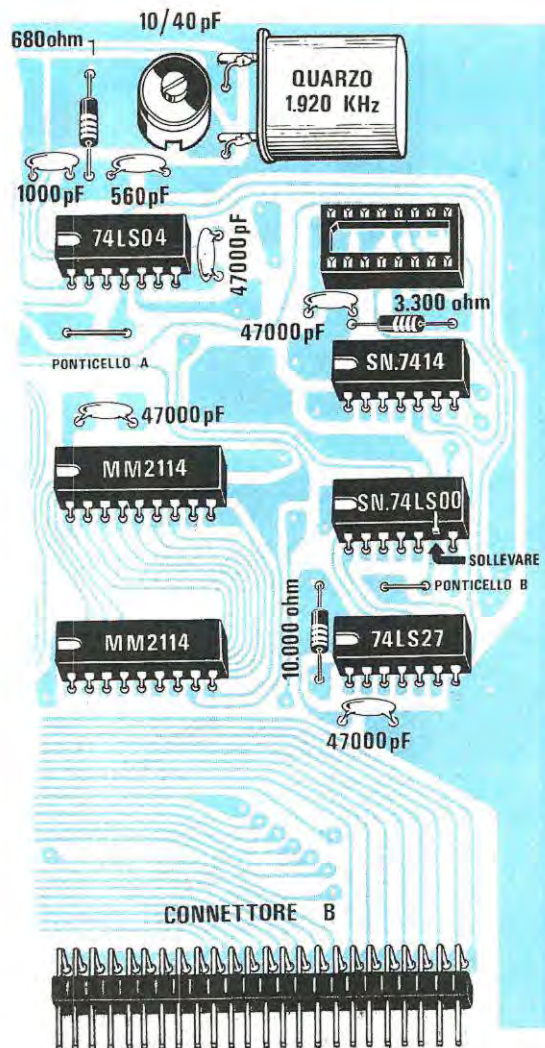 10/40 pF
680ohm
QUARZO
1.920 KHz
1000pF
560pF
74LS04
47000pF
47000pF
3.300 ohm
PONTICELLO A
SN.7414
47000pF
MM2114
SN.74LS00
SOLLEVARE
PONTICELLO B
10.000 ohm
MM2114
74LS27
47000pF
CONNETTORE B